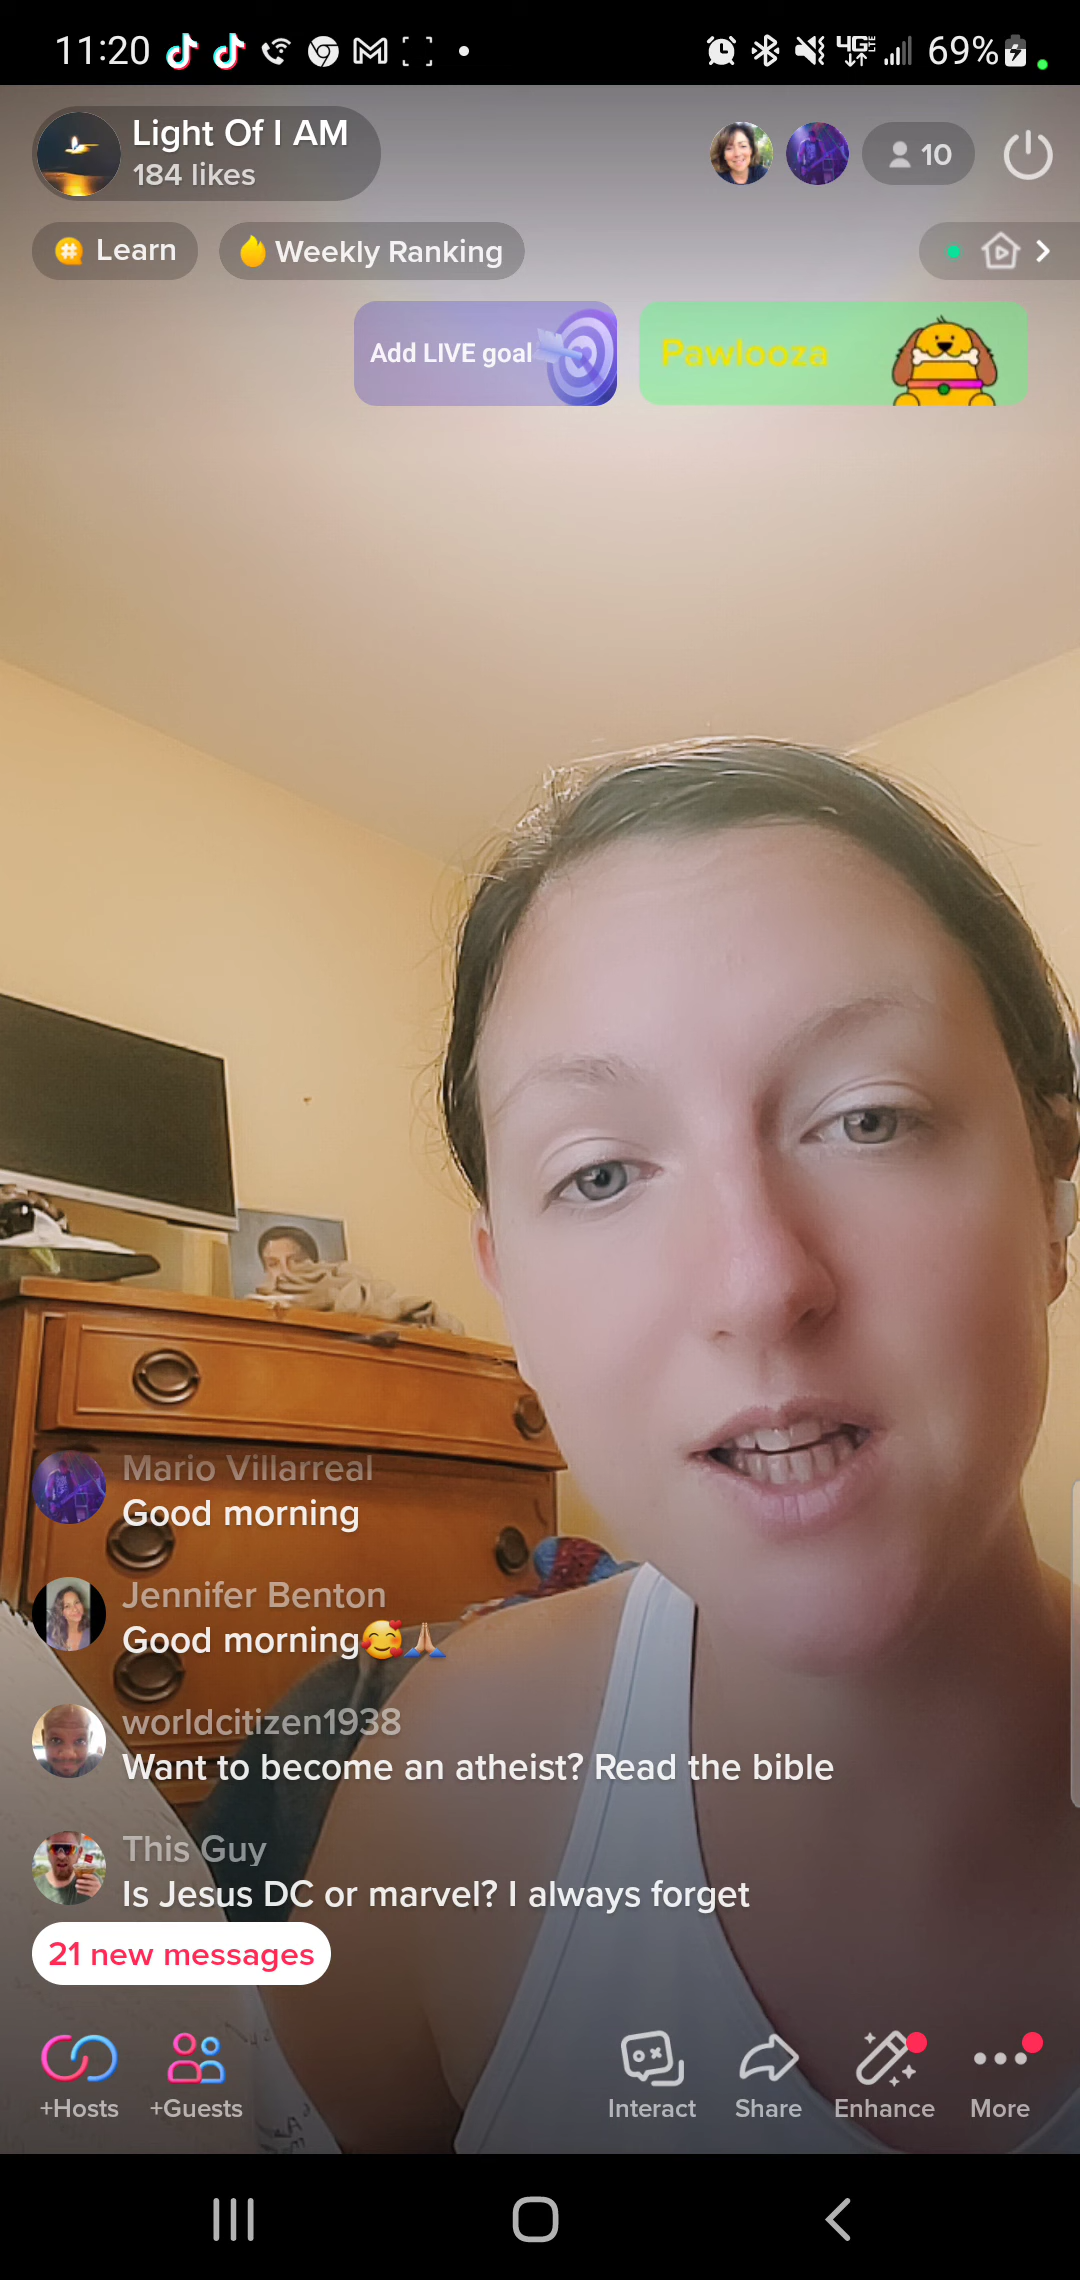 11:20
4G LTE
69%
Light Of I AM
184 likes
10
Learn
Weekly Ranking
Add LIVE goal
Pawlooza
Mario Villarreal
Good morning
Jennifer Benton
Good morning🥰🙏🏽
worldcitizen1938
Want to become an atheist? Read the bible
This Guy
Is Jesus DC or marvel? I always forget
21 new messages
+Hosts
+Guests
Interact
Share
Enhance
More